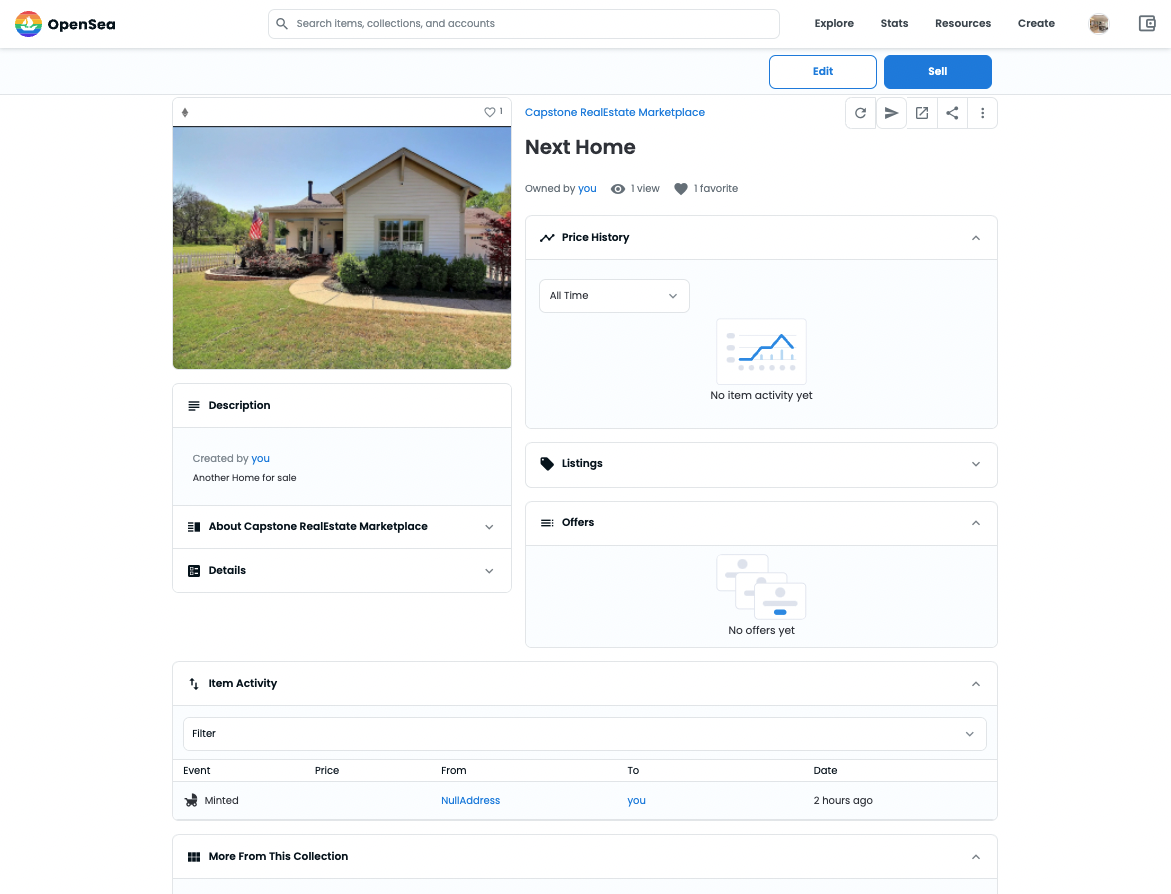 OpenSea
Search items, collections, and accounts
Explore Stats Resources Create
Edit Sell
1
Capstone RealEstate Marketplace
Next Home
Owned by you 1 view 1 favorite
Price History
All Time
No item activity yet
Description
Created by you
Another Home for sale
About Capstone RealEstate Marketplace
Details
Listings
Offers
No offers yet
Item Activity
Filter
Event Price From To Date
Minted NullAddress you 2 hours ago
More From This Collection